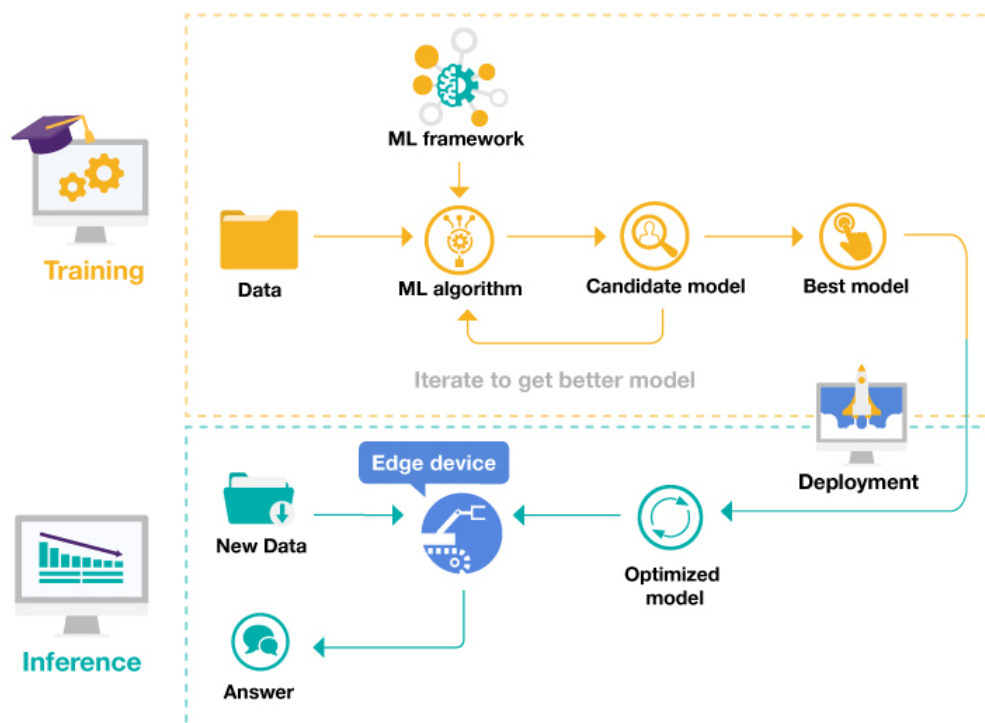 ML framework
Training
Data
ML algorithm
Candidate model
Best model
Iterate to get better model
Deployment
Edge device
New Data
Optimized
model
Inference
Answer